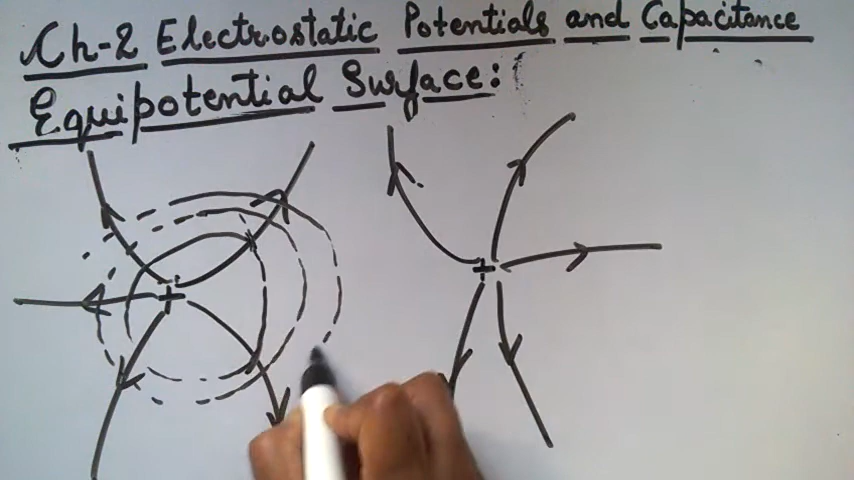 Ch-2 Electrostatic Potentials and Capacitance
Equipotential Surface:
+ +